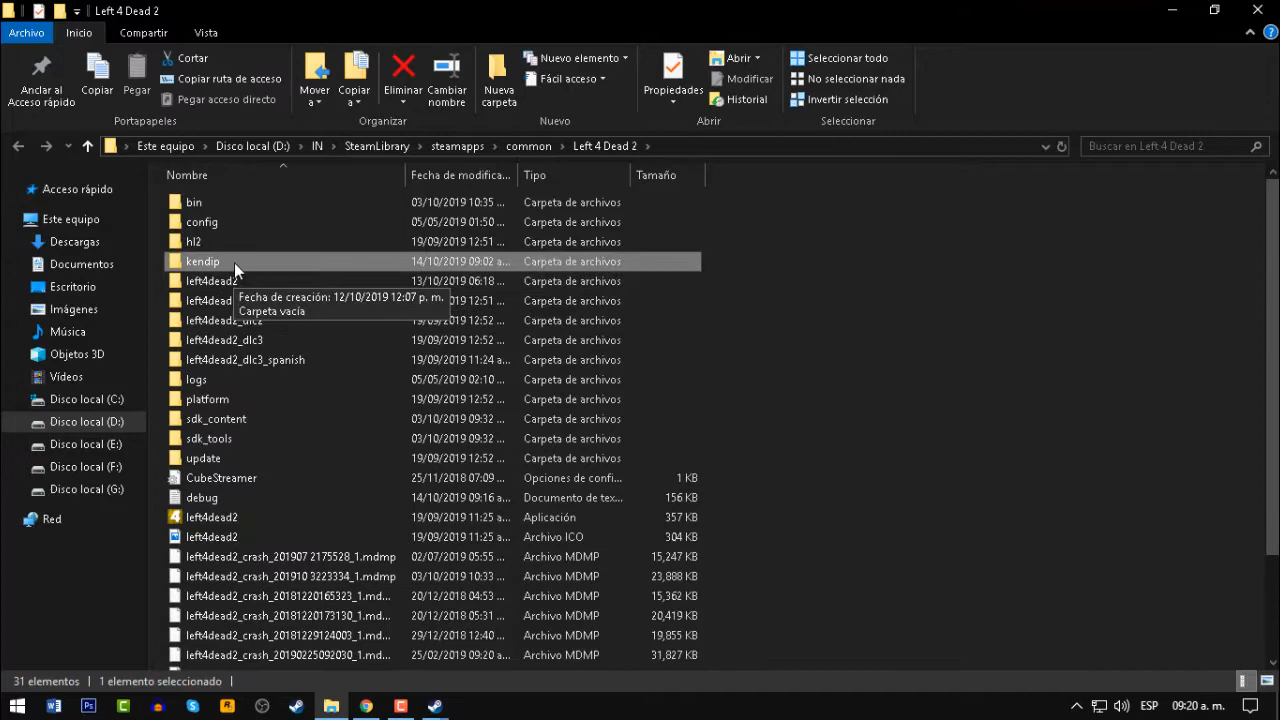 Left 4 Dead 2
Archivo Inicio Compartir Vista
Anclar al Acceso rápido
Copiar
Pegar
Cortar
Copiar ruta de acceso
Pegar acceso directo
Portapapeles
Mover a
Copiar a
Eliminar
Cambiar nombre
Organizar
Nueva carpeta
Nuevo elemento
Fácil acceso
Nuevo
Propiedades
Abrir
Modificar
Historial
Abrir
Seleccionar todo
No seleccionar nada
Invertir selección
Seleccionar
Este equipo > Disco local (D:) > IN > SteamLibrary > steamapps > common > Left 4 Dead 2 >
Buscar en Left 4 Dead 2
Acceso rápido
Este equipo
Descargas
Documentos
Escritorio
Imágenes
Música
Objetos 3D
Vídeos
Disco local (C:)
Disco local (D:)
Disco local (E:)
Disco local (F:)
Disco local (G:)
Red
Nombre Fecha de modifica... Tipo Tamaño
bin 03/10/2019 10:35 ... Carpeta de archivos
config 05/05/2019 01:50 ... Carpeta de archivos
hl2 19/09/2019 12:51 ... Carpeta de archivos
kendip 14/10/2019 09:02 a... Carpeta de archivos
left4dead2 13/10/2019 06:18 ... Carpeta de archivos
left4dead 12:51 ... Carpeta de archivos
Fecha de creación: 12/10/2019 12:07 p. m.
Carpeta vacía
left4dead2_dlc2 19/09/2019 12:52 ... Carpeta de archivos
left4dead2_dlc3 19/09/2019 12:52 ... Carpeta de archivos
left4dead2_dlc3_spanish 19/09/2019 11:24 a... Carpeta de archivos
logs 05/05/2019 02:10 ... Carpeta de archivos
platform 19/09/2019 12:52 ... Carpeta de archivos
sdk_content 03/10/2019 09:32 ... Carpeta de archivos
sdk_tools 03/10/2019 09:32 ... Carpeta de archivos
update 19/09/2019 12:52 ... Carpeta de archivos
CubeStreamer 25/11/2018 07:09 ... Opciones de confi... 1 KB
debug 14/10/2019 09:16 a... Documento de tex... 156 KB
left4dead2 19/09/2019 11:25 a... Aplicación 357 KB
left4dead2 19/09/2019 11:25 a... Archivo ICO 304 KB
left4dead2_crash_201907 2175528_1.mdmp 02/07/2019 05:55 ... Archivo MDMP 15,247 KB
left4dead2_crash_201910 3223334_1.mdmp 03/10/2019 10:33 ... Archivo MDMP 23,888 KB
left4dead2_crash_20181220165323_1.md... 20/12/2018 04:53 ... Archivo MDMP 15,362 KB
left4dead2_crash_20181220173130_1.md... 20/12/2018 05:31 ... Archivo MDMP 20,419 KB
left4dead2_crash_20181229124003_1.md... 29/12/2018 12:40 ... Archivo MDMP 19,855 KB
left4dead2_crash_20190225092030_1.md... 25/02/2019 09:20 a... Archivo MDMP 31,827 KB
31 elementos 1 elemento seleccionado
ESP 09:20 a. m.